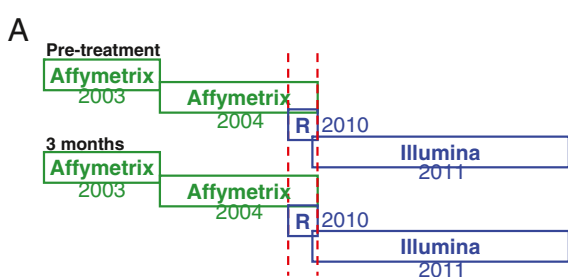 A
Pre-treatment
Affymetrix
2003
Affymetrix
2004
R 2010
Illumina
2011
3 months
Affymetrix
2003
Affymetrix
2004
R 2010
Illumina
2011